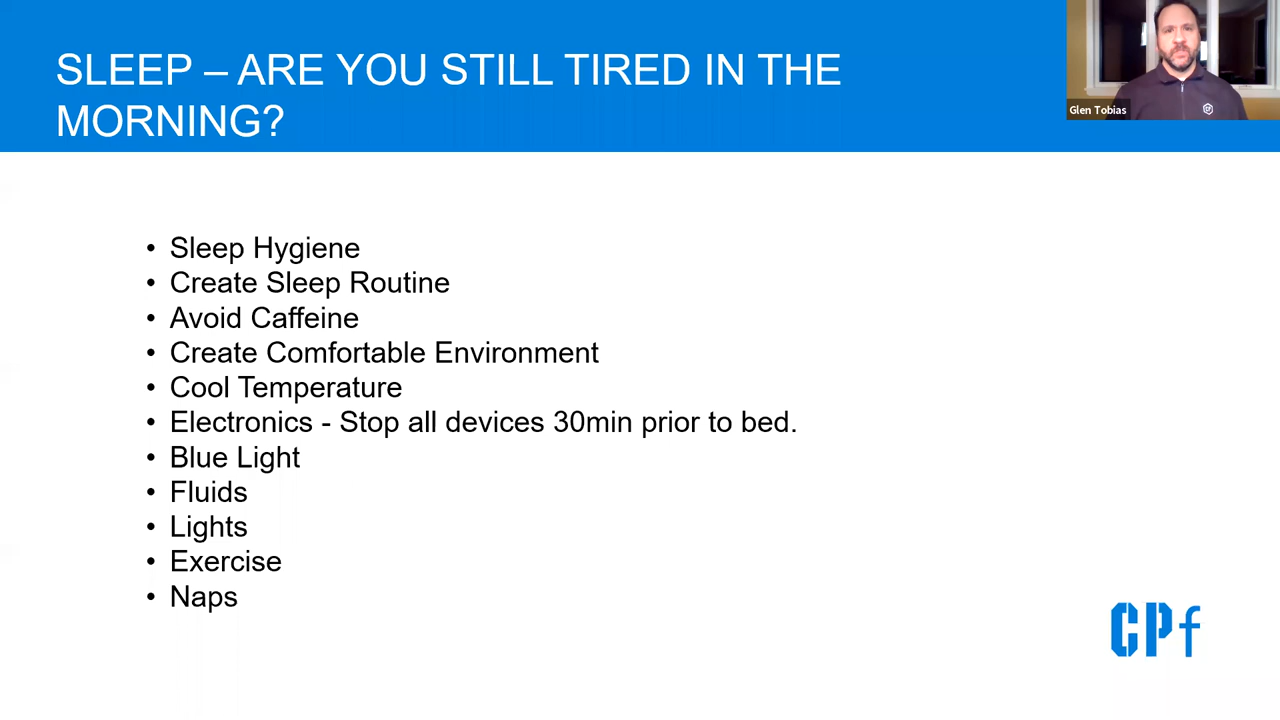 SLEEP – ARE YOU STILL TIRED IN THE
MORNING?
Glen Tobias
• Sleep Hygiene
• Create Sleep Routine
• Avoid Caffeine
• Create Comfortable Environment
• Cool Temperature
• Electronics - Stop all devices 30min prior to bed.
• Blue Light
• Fluids
• Lights
• Exercise
• Naps
CPf